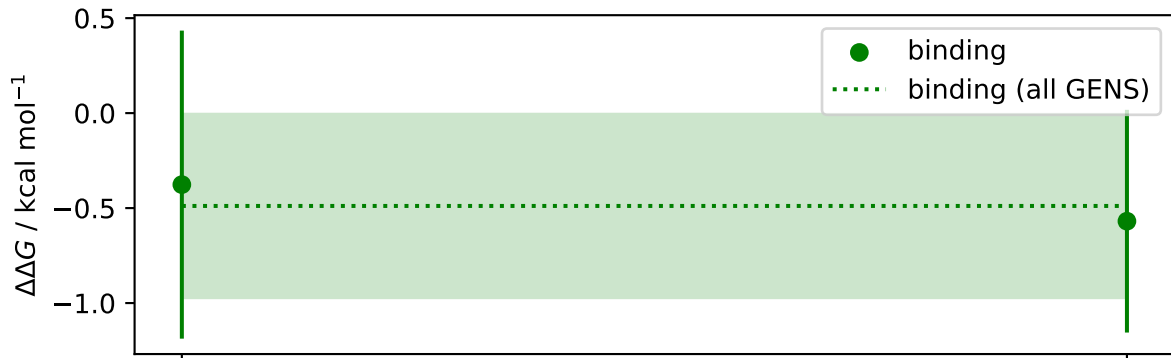 0.5
0.0
−0.5
−1.0
ΔΔG / kcal mol⁻¹
binding
binding (all GENS)